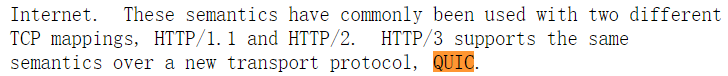 Internet.  These semantics have commonly been used with two different
TCP mappings, HTTP/1.1 and HTTP/2.  HTTP/3 supports the same
semantics over a new transport protocol, QUIC.